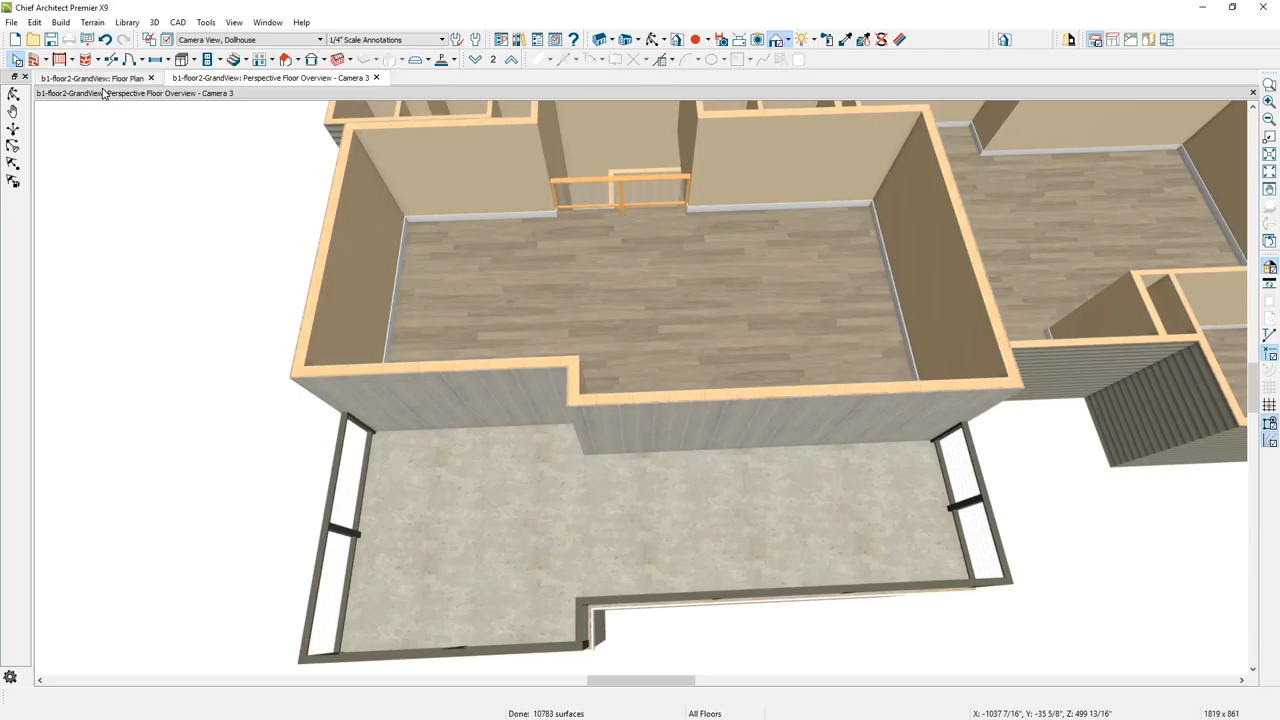 Chief Architect Premier X9
File Edit Build Terrain Library 3D CAD Tools View Window Help
Camera View, Dollhouse 1/4" Scale Annotations
2
b1-floor2-GrandView: Floor Plan b1-floor2-GrandView: Perspective Floor Overview - Camera 3
b1-floor2-GrandView: Perspective Floor Overview - Camera 3
Done: 10783 surfaces All Floors X: -1037 7/16", Y: -35 5/8", Z: 499 13/16" 1819 x 861